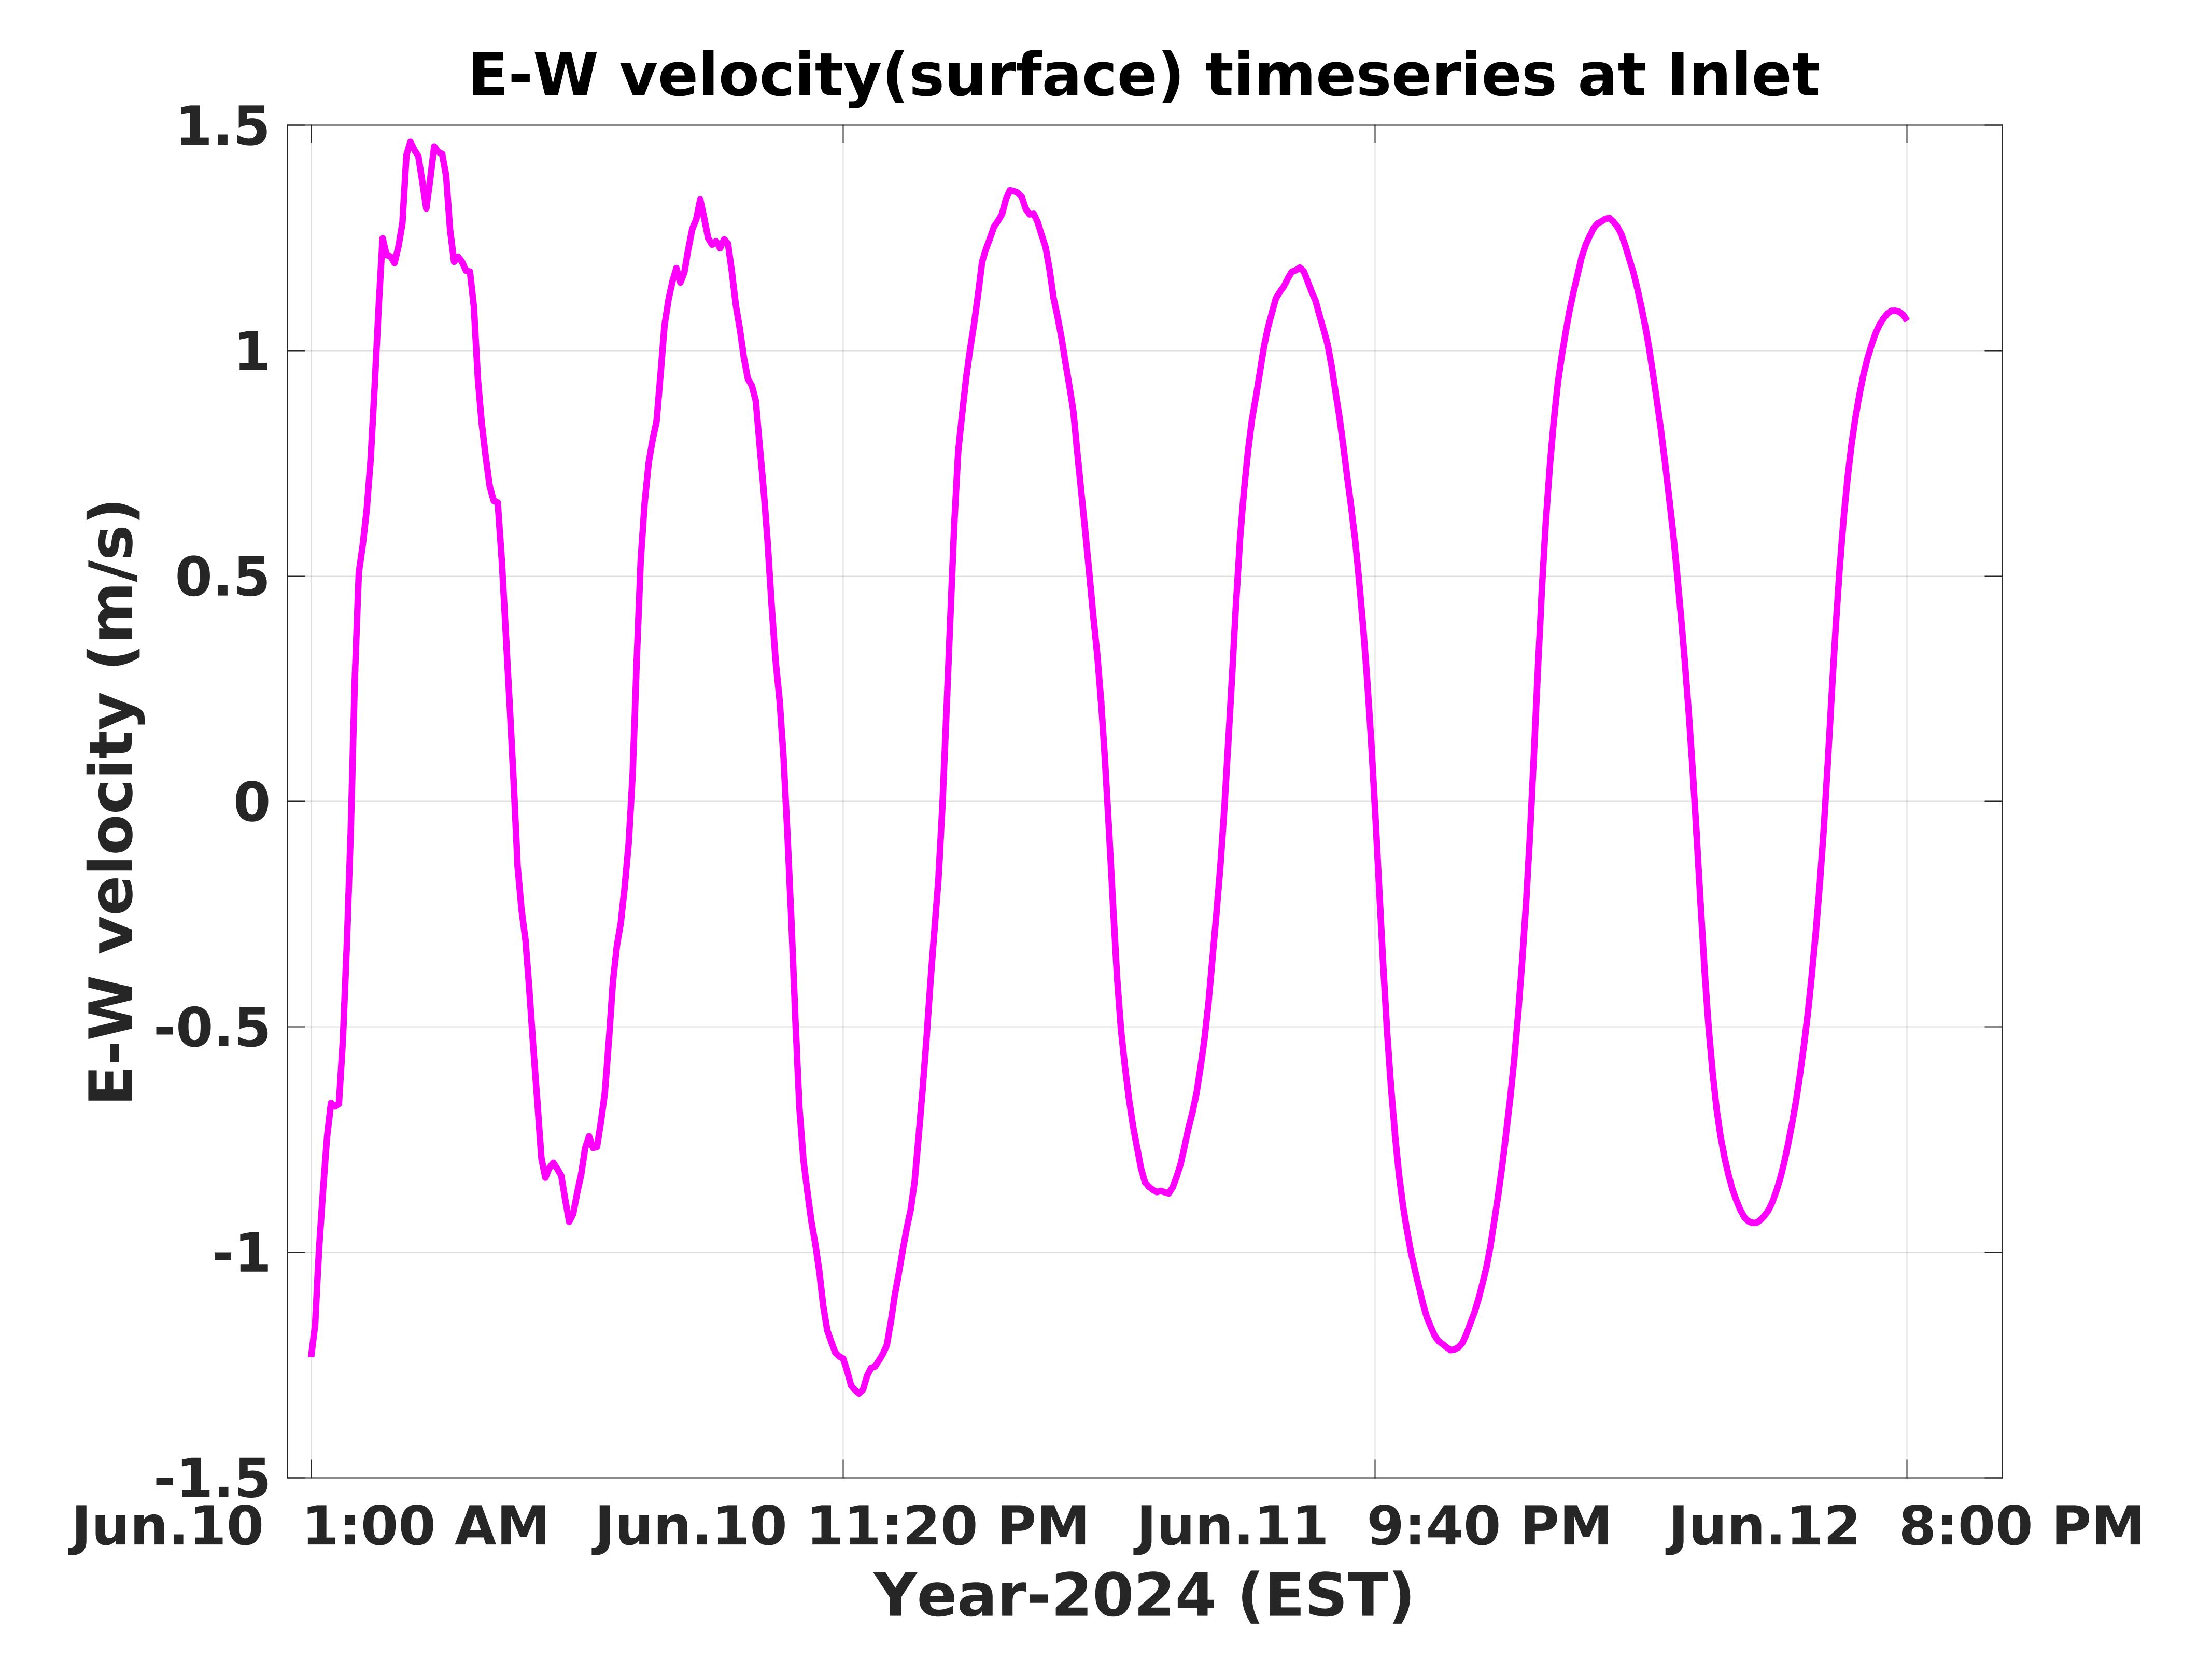 E-W velocity(surface) timeseries at Inlet
1.5
1
0.5
0
-0.5
-1
-1.5
E-W velocity (m/s)
Jun.10 1:00 AM Jun.10 11:20 PM Jun.11 9:40 PM Jun.12 8:00 PM
Year-2024 (EST)